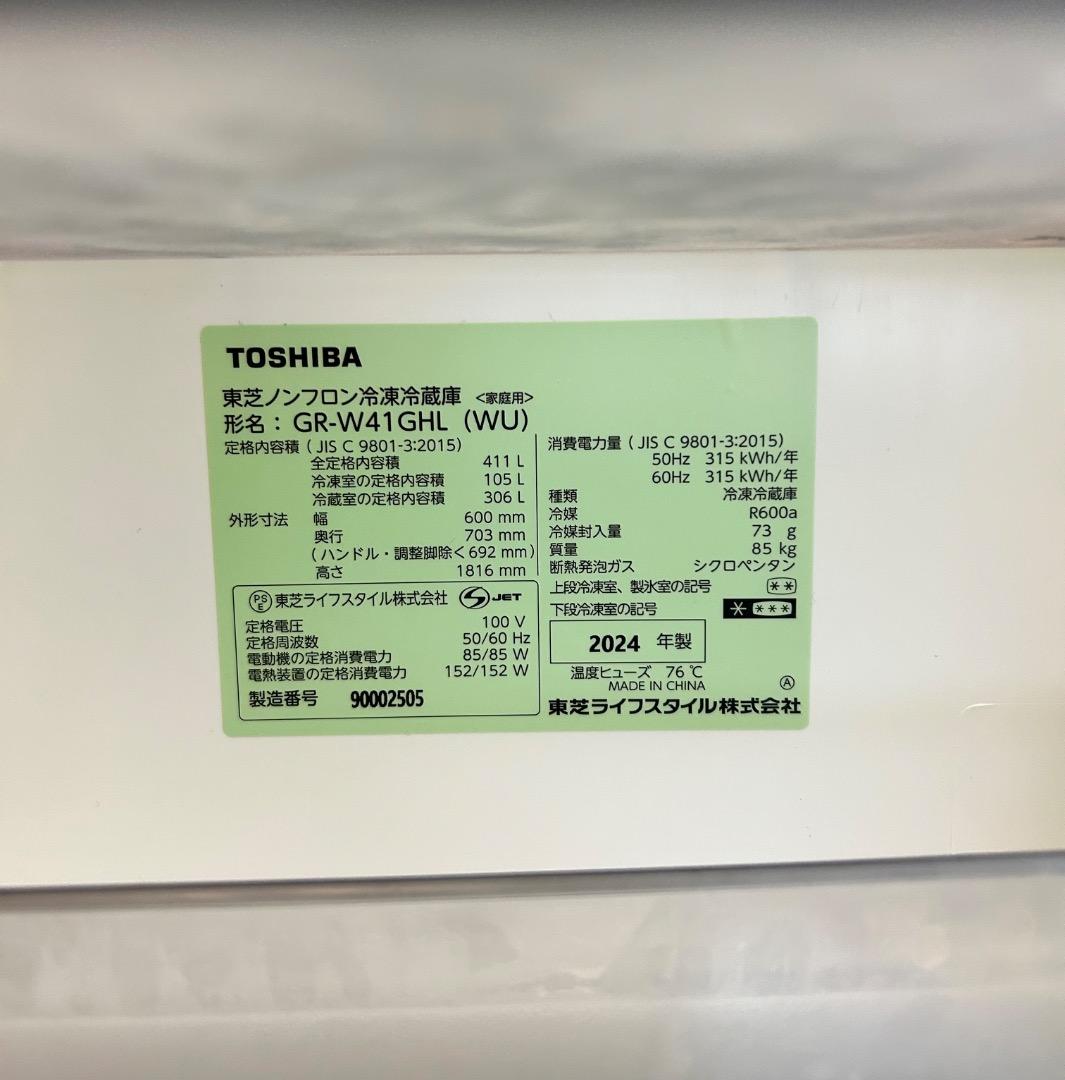 TOSHIBA
東芝ノンフロン冷凍冷蔵庫 <家庭用>
形名： GR-W41GHL (WU)
定格内容積 ( JIS C 9801-3:2015)
全定格内容積 411 L
冷凍室の定格内容積 105 L
冷蔵室の定格内容積 306 L
外形寸法 幅 600 mm
奥行 703 mm
(ハンドル・調整脚除く 692 mm)
高さ 1816 mm
PSE 東芝ライフスタイル株式会社 S JET
定格電圧 100 V
定格周波数 50/60 Hz
電動機の定格消費電力 85/85 W
電熱装置の定格消費電力 152/152 W
製造番号 90002505
消費電力量 ( JIS C 9801-3:2015)
50Hz 315 kWh/年
60Hz 315 kWh/年
種類 冷凍冷蔵庫
冷媒 R600a
冷媒封入量 73 g
質量 85 kg
断熱発泡ガス シクロペンタン
上段冷凍室、製氷室の記号 **
下段冷凍室の記号 * ***
2024 年製
温度ヒューズ 76 ℃
MADE IN CHINA Ⓐ
東芝ライフスタイル株式会社